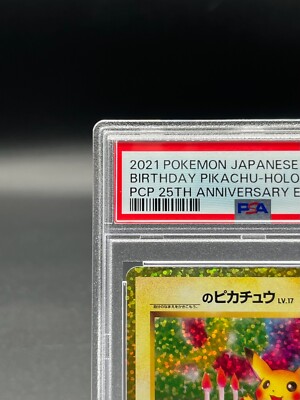 2021 POKEMON JAPANESE
BIRTHDAY PIKACHU-HOLO
PCP 25TH ANNIVERSARY E
PSA
のピカチュウ LV.17